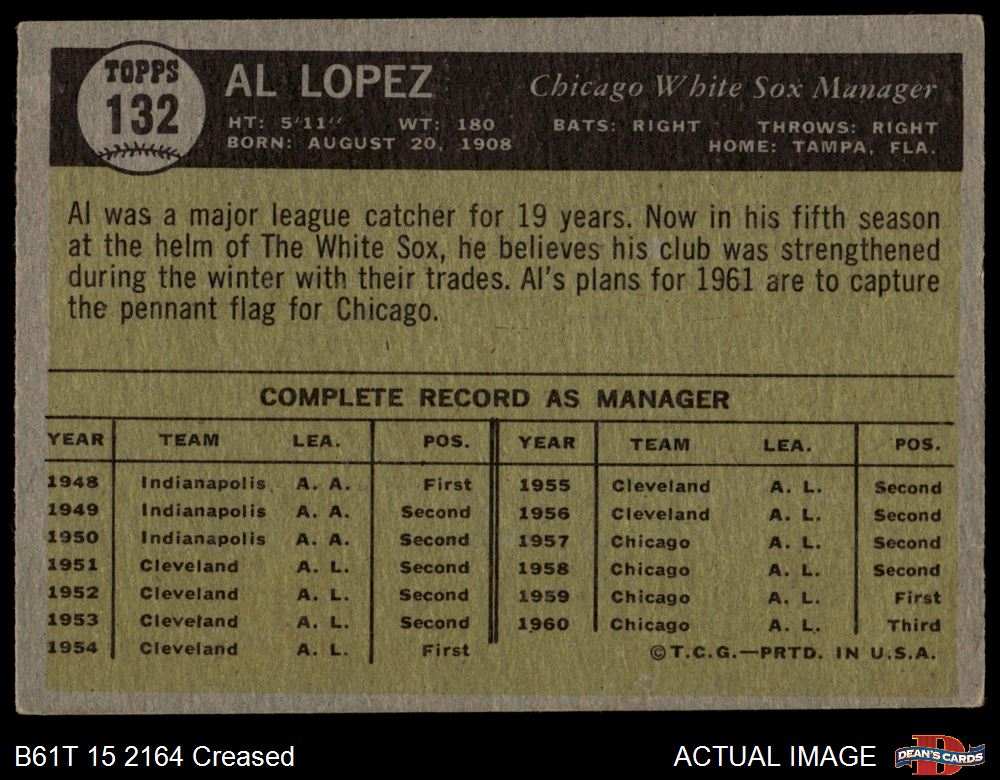 TOPPS
132
AL LOPEZ
Chicago White Sox Manager
HT: 5'11" WT: 180 BATS: RIGHT THROWS: RIGHT
BORN: AUGUST 20, 1908 HOME: TAMPA, FLA.
Al was a major league catcher for 19 years. Now in his fifth season
at the helm of The White Sox, he believes his club was strengthened
during the winter with their trades. Al's plans for 1961 are to capture
the pennant flag for Chicago.
COMPLETE RECORD AS MANAGER
YEAR TEAM LEA. POS. YEAR TEAM LEA. POS.
1948 Indianapolis A. A. First 1955 Cleveland A. L. Second
1949 Indianapolis A. A. Second 1956 Cleveland A. L. Second
1950 Indianapolis A. A. Second 1957 Chicago A. L. Second
1951 Cleveland A. L. Second 1958 Chicago A. L. Second
1952 Cleveland A. L. Second 1959 Chicago A. L. First
1953 Cleveland A. L. Second 1960 Chicago A. L. Third
1954 Cleveland A. L. First ©T.C.G.—PRTD. IN U.S.A.
B61T 15 2164 Creased ACTUAL IMAGE DEAN'S CARDS